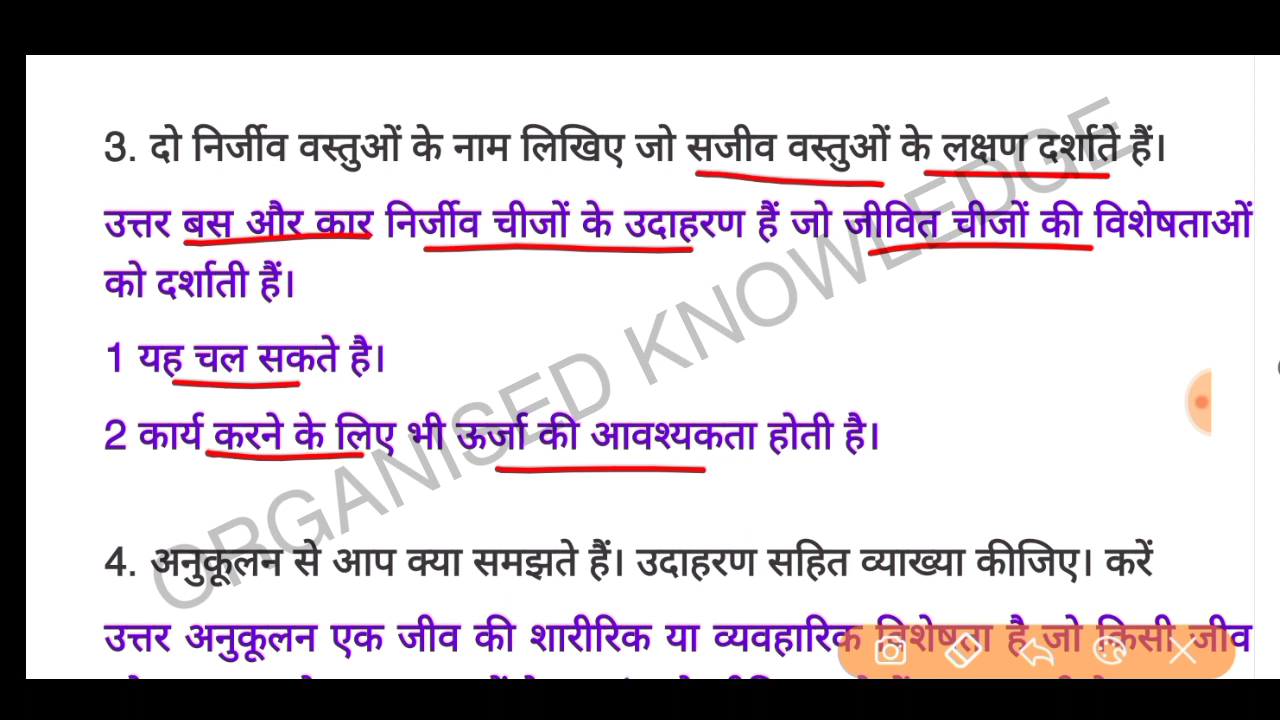 3. दो निर्जीव वस्तुओं के नाम लिखिए जो सजीव वस्तुओं के लक्षण दर्शाते हैं।
उत्तर बस और कार निर्जीव चीजों के उदाहरण हैं जो जीवित चीजों की विशेषताओं
को दर्शाती हैं।
1 यह चल सकते है।
2 कार्य करने के लिए भी ऊर्जा की आवश्यकता होती है।
ORGANISED KNOWLEDGE
4. अनुकूलन से आप क्या समझते हैं। उदाहरण सहित व्याख्या कीजिए। करें
उत्तर अनुकूलन एक जीव की शारीरिक या व्यवहारिक विशेषता है जो किसी जीव